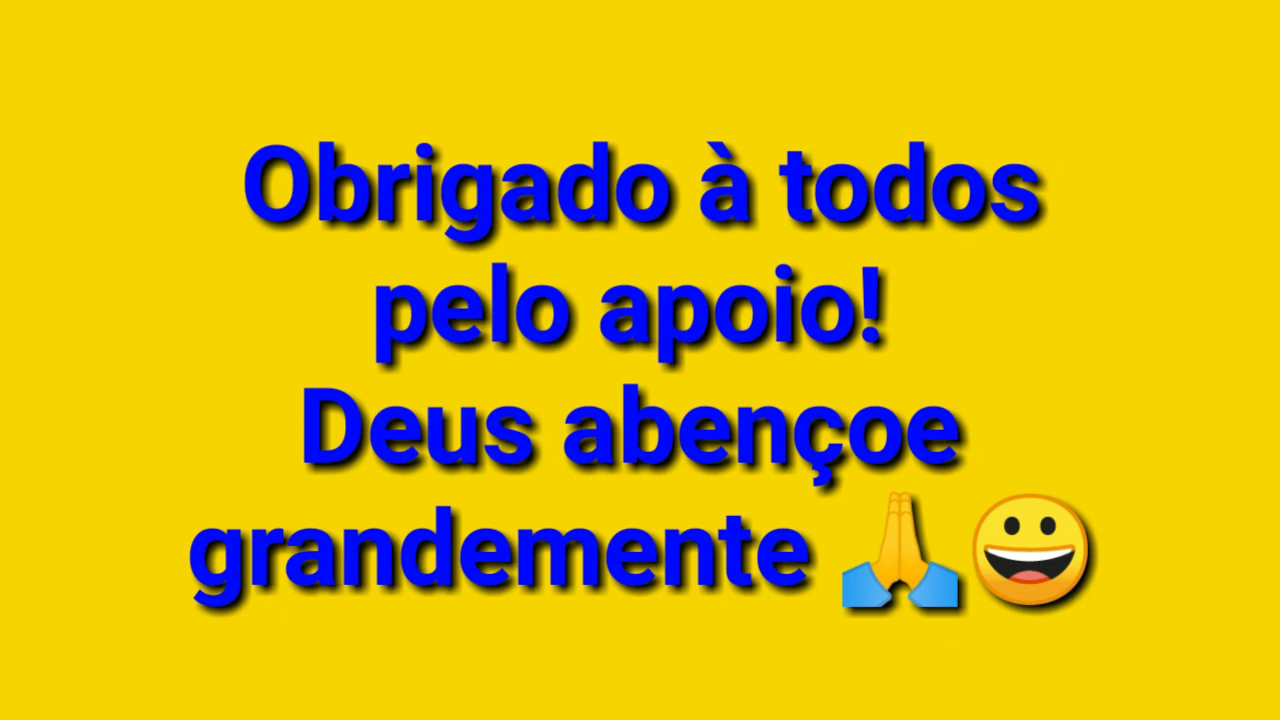 Obrigado à todos
pelo apoio!
Deus abençoe
grandemente 🙏😀